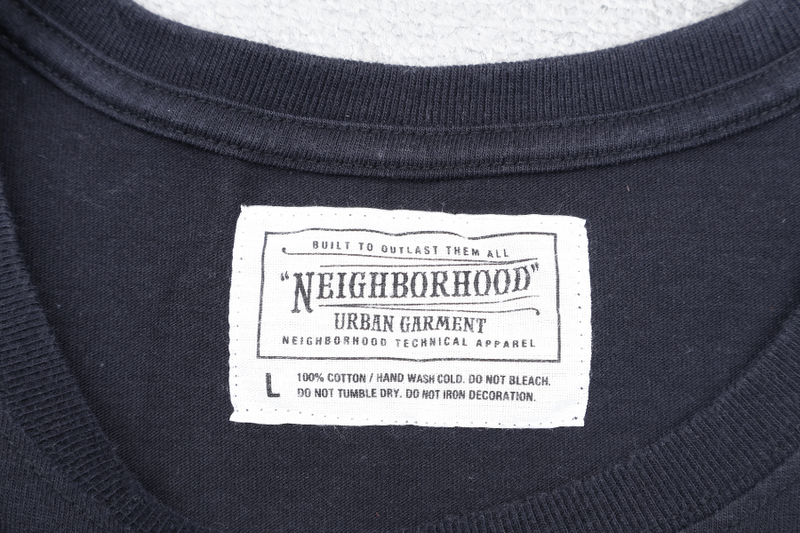 BUILT TO OUTLAST THEM ALL
"NEIGHBORHOOD"
URBAN GARMENT
NEIGHBORHOOD TECHNICAL APPAREL
L
100% COTTON / HAND WASH COLD. DO NOT BLEACH.
DO NOT TUMBLE DRY. DO NOT IRON DECORATION.